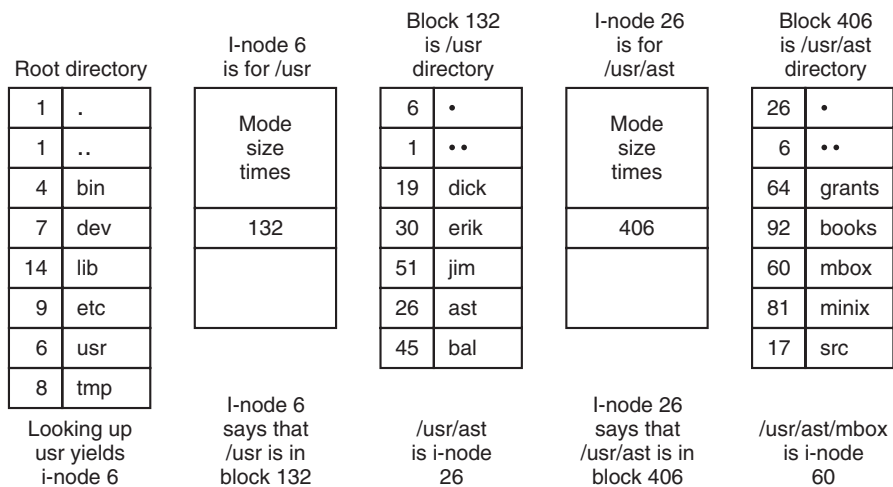 Root directory
1 .
1 ..
4 bin
7 dev
14 lib
9 etc
6 usr
8 tmp
Looking up
usr yields
i-node 6
I-node 6
is for /usr
Mode
size
times
132
I-node 6
says that
/usr is in
block 132
Block 132
is /usr
directory
6 •
1 ••
19 dick
30 erik
51 jim
26 ast
45 bal
/usr/ast
is i-node
26
I-node 26
is for
/usr/ast
Mode
size
times
406
I-node 26
says that
/usr/ast is in
block 406
Block 406
is /usr/ast
directory
26 •
6 ••
64 grants
92 books
60 mbox
81 minix
17 src
/usr/ast/mbox
is i-node
60